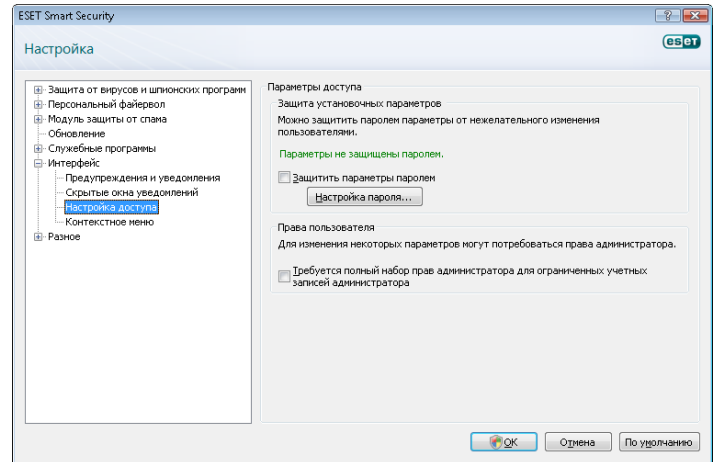 ESET Smart Security
Настройка
eset
Защита от вирусов и шпионских программ
Персональный файервол
Модуль защиты от спама
Обновление
Служебные программы
Интерфейс
Предупреждения и уведомления
Скрытые окна уведомлений
Настройка доступа
Контекстное меню
Разное
Параметры доступа
Защита установочных параметров
Можно защитить паролем параметры от нежелательного изменения
пользователями.
Параметры не защищены паролем.
Защитить параметры паролем
Настройка пароля...
Права пользователя
Для изменения некоторых параметров могут потребоваться права администратора.
Требуется полный набор прав администратора для ограниченных учетных
записей администратора
OK
Отмена
По умолчанию